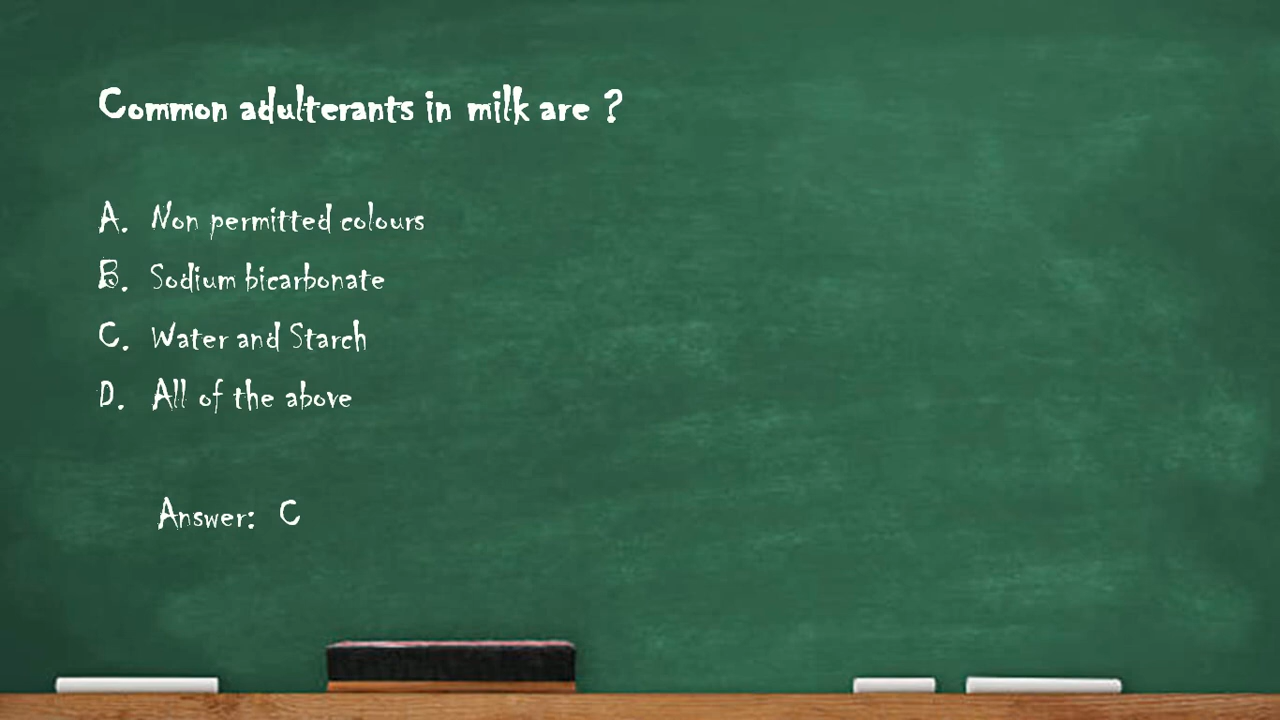 Common adulterants in milk are ?
A. Non permitted colours
B. Sodium bicarbonate
C. Water and Starch
D. All of the above
Answer: C